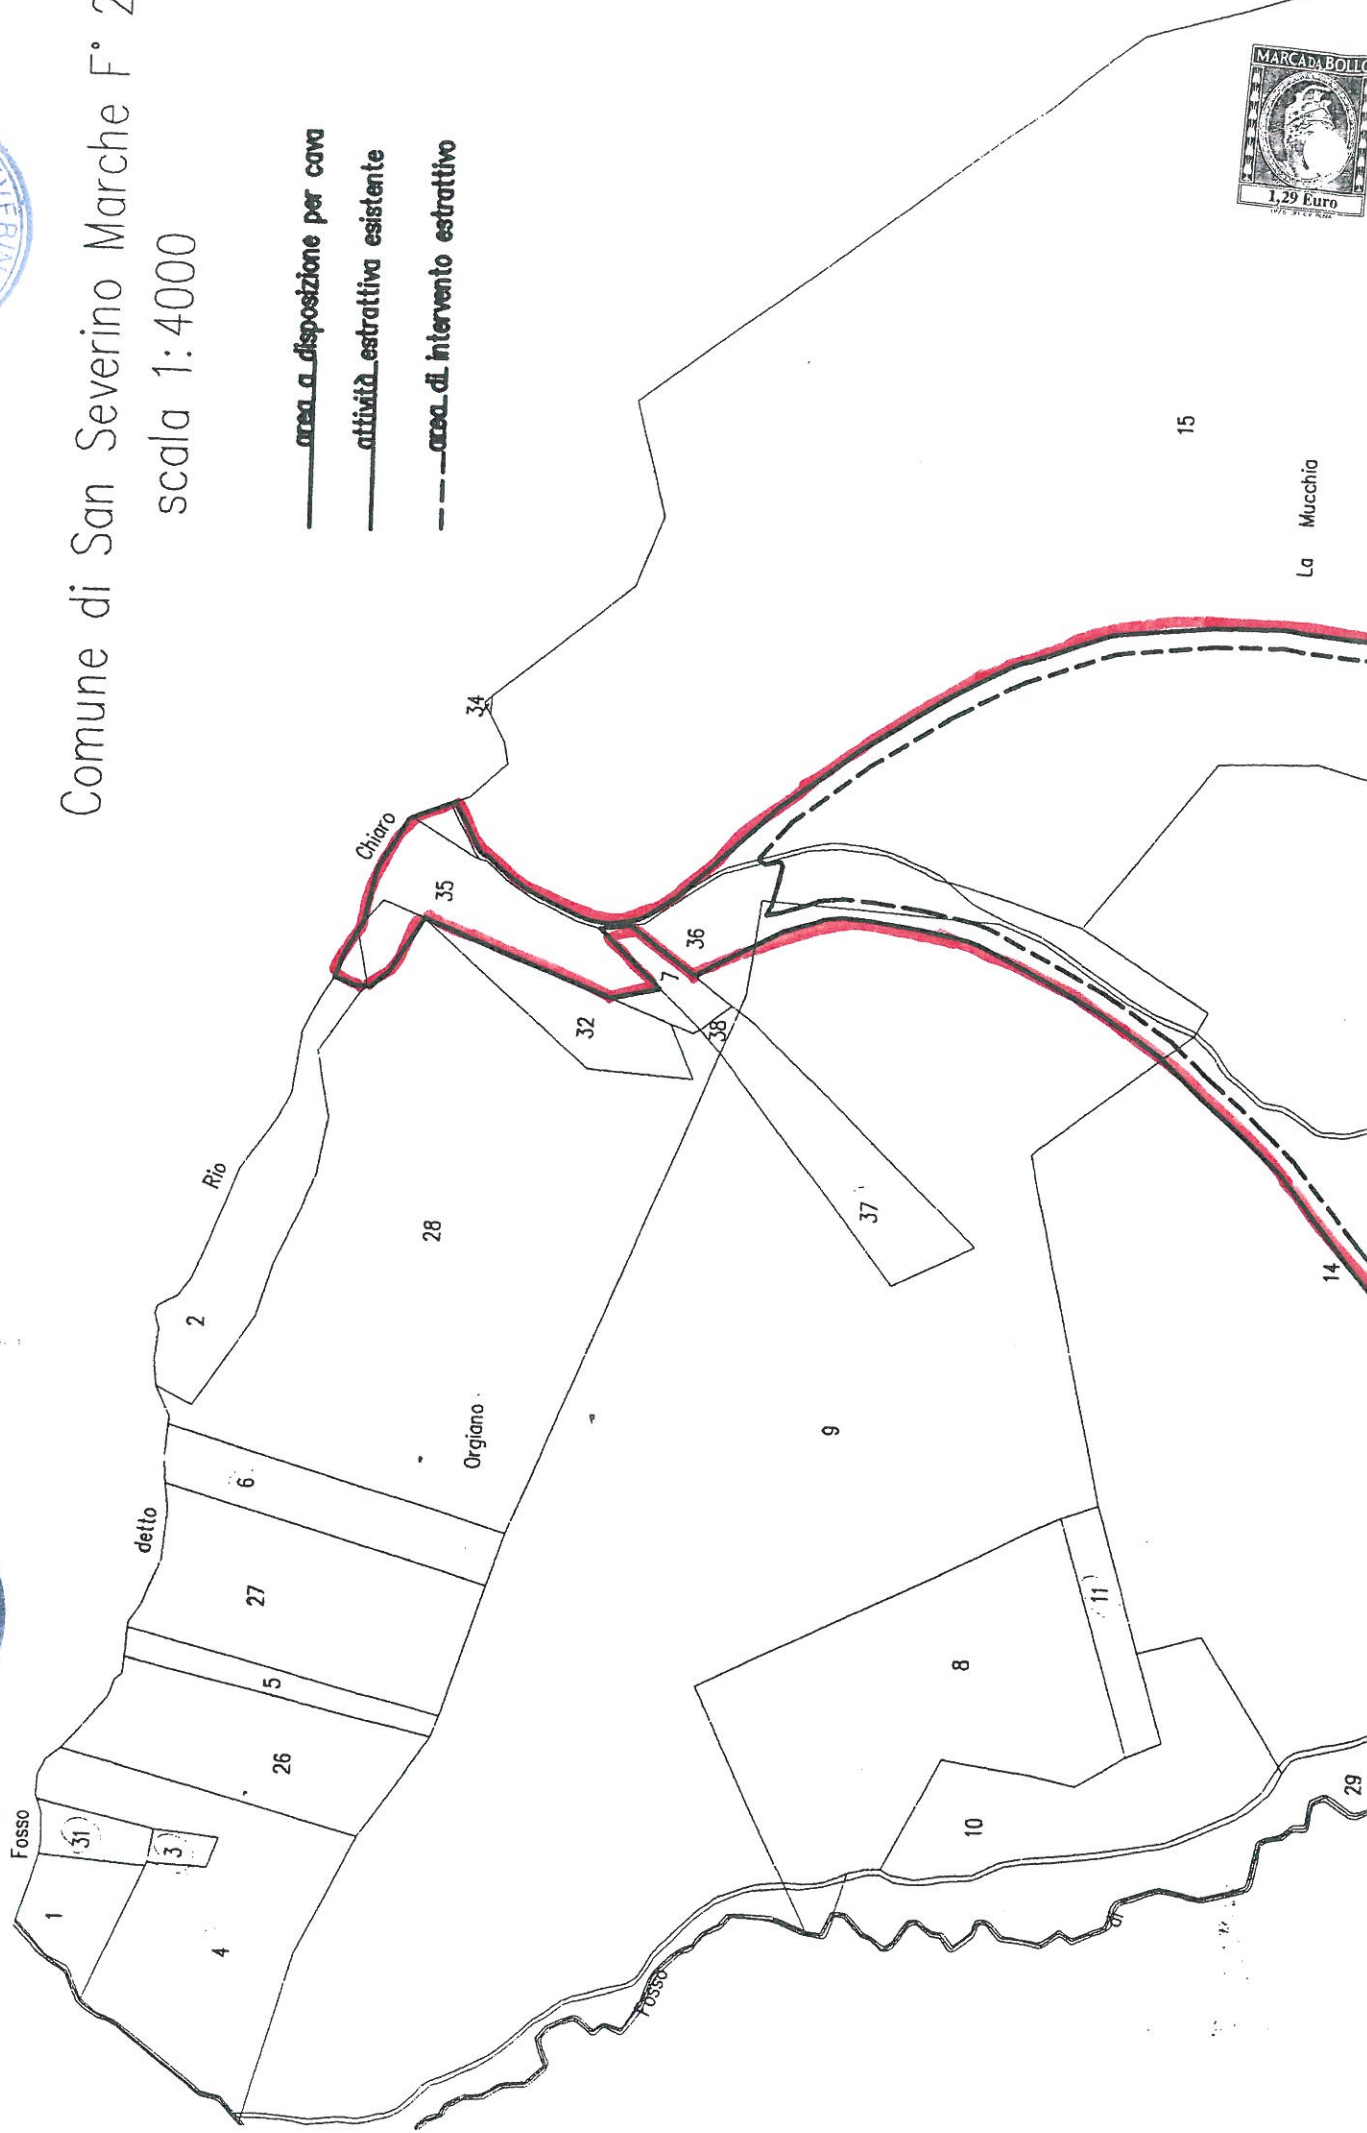 Comune di San Severino Marche F° 2
scala 1:4000
area a disposizione per cava
attività estrattiva esistente
area di intervento estrattivo
MARCA DA BOLLO
1,29 Euro
Fosso
detto
Rio
Chiaro
1
31
3
4
26
5
27
6
2
28
Orgiano
35
34
32
7
36
38
37
9
8
11
10
14
15
La Mucchia
29
Fosso
di